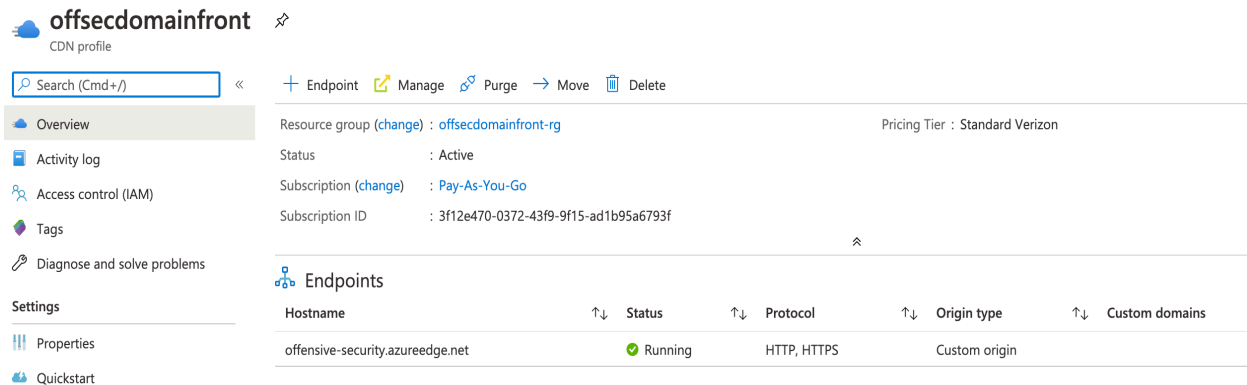 offsecdomainfront
CDN profile
Search (Cmd+/)
«
Endpoint Manage Purge Move Delete
Overview
Activity log
Access control (IAM)
Tags
Diagnose and solve problems
Settings
Properties
Quickstart
Resource group (change) : offsecdomainfront-rg
Status : Active
Subscription (change) : Pay-As-You-Go
Subscription ID : 3f12e470-0372-43f9-9f15-ad1b95a6793f
Pricing Tier : Standard Verizon
Endpoints
Hostname Status Protocol Origin type Custom domains
offensive-security.azureedge.net Running HTTP, HTTPS Custom origin